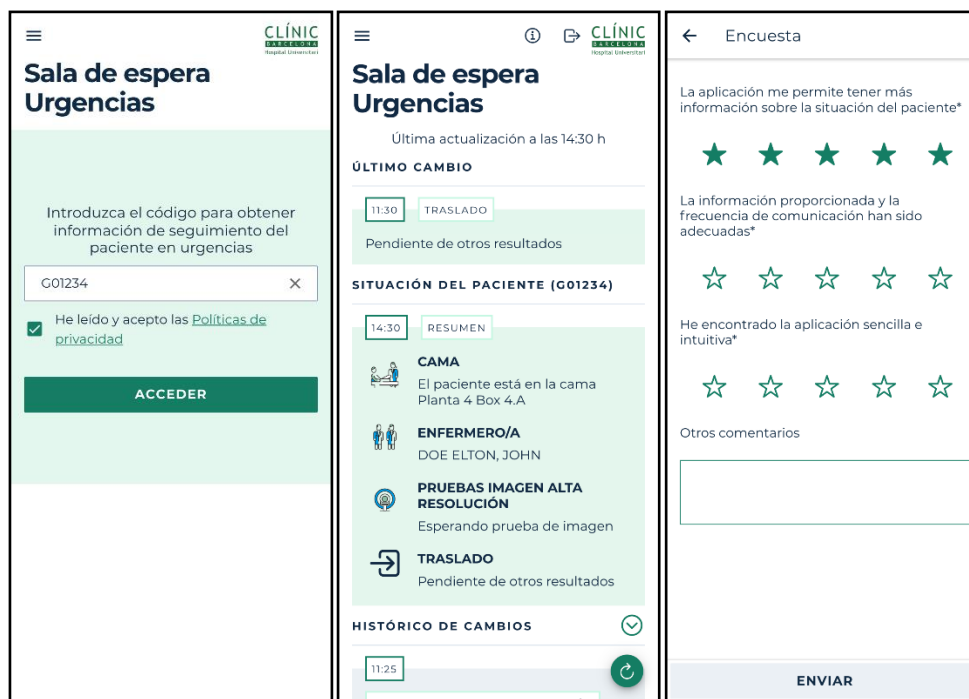 CLÍNIC
BARCELONA
Hospital Universitari
Sala de espera
Urgencias
Introduzca el código para obtener
información de seguimiento del
paciente en urgencias
G01234
He leído y acepto las Políticas de
privacidad
ACCEDER
CLÍNIC
BARCELONA
Hospital Universitari
Sala de espera
Urgencias
Última actualización a las 14:30 h
ÚLTIMO CAMBIO
11:30 TRASLADO
Pendiente de otros resultados
SITUACIÓN DEL PACIENTE (G01234)
14:30 RESUMEN
CAMA
El paciente está en la cama
Planta 4 Box 4.A
ENFERMERO/A
DOE ELTON, JOHN
PRUEBAS IMAGEN ALTA
RESOLUCIÓN
Esperando prueba de imagen
TRASLADO
Pendiente de otros resultados
HISTÓRICO DE CAMBIOS
11:25
Encuesta
La aplicación me permite tener más
información sobre la situación del paciente*
La información proporcionada y la
frecuencia de comunicación han sido
adecuadas*
He encontrado la aplicación sencilla e
intuitiva*
Otros comentarios
ENVIAR